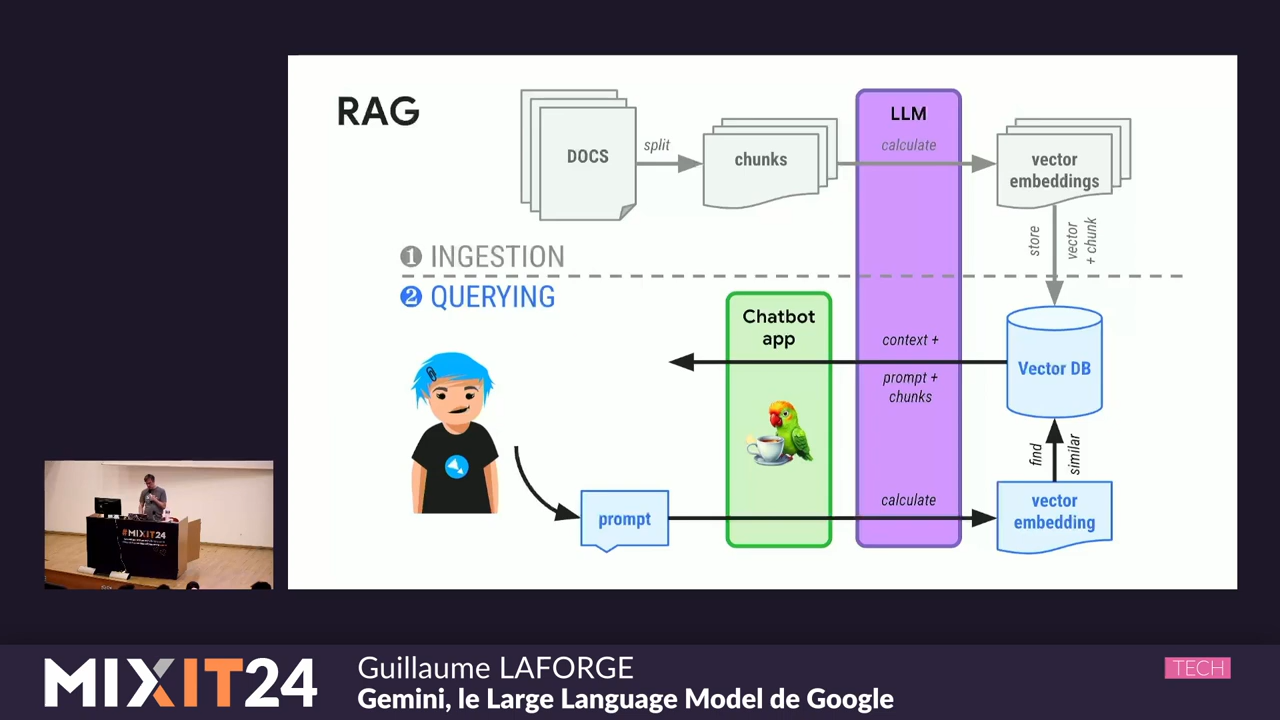 RAG
DOCS
split
chunks
LLM
calculate
vector
embeddings
store
vector
+ chunk
❶ INGESTION
❷ QUERYING
Chatbot
app
context +
prompt +
chunks
Vector DB
find
similar
prompt
calculate
vector
embedding
#MIXIT24
MIXIT24
Guillaume LAFORGE
Gemini, le Large Language Model de Google
TECH